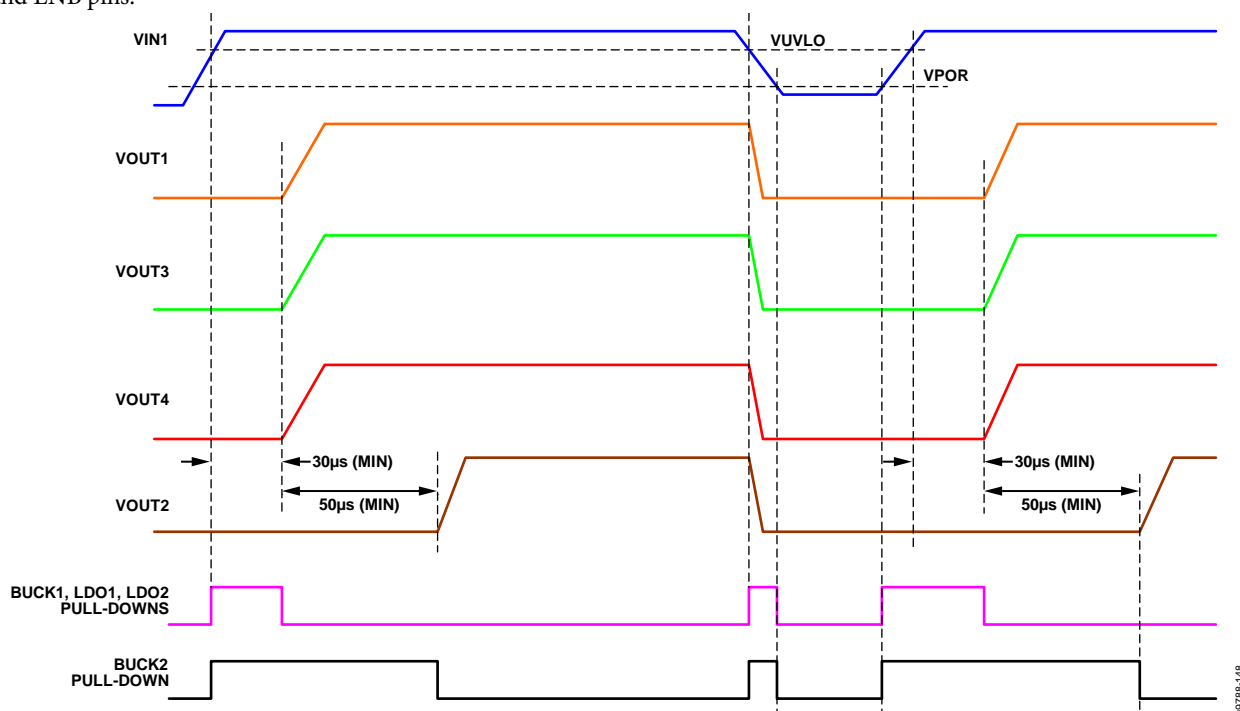 and ENB pins.
VIN1
VUVLO
VPOR
VOUT1
VOUT3
VOUT4
30µs (MIN)
30µs (MIN)
50µs (MIN)
50µs (MIN)
VOUT2
BUCK1, LDO1, LDO2
PULL-DOWNS
BUCK2
PULL-DOWN